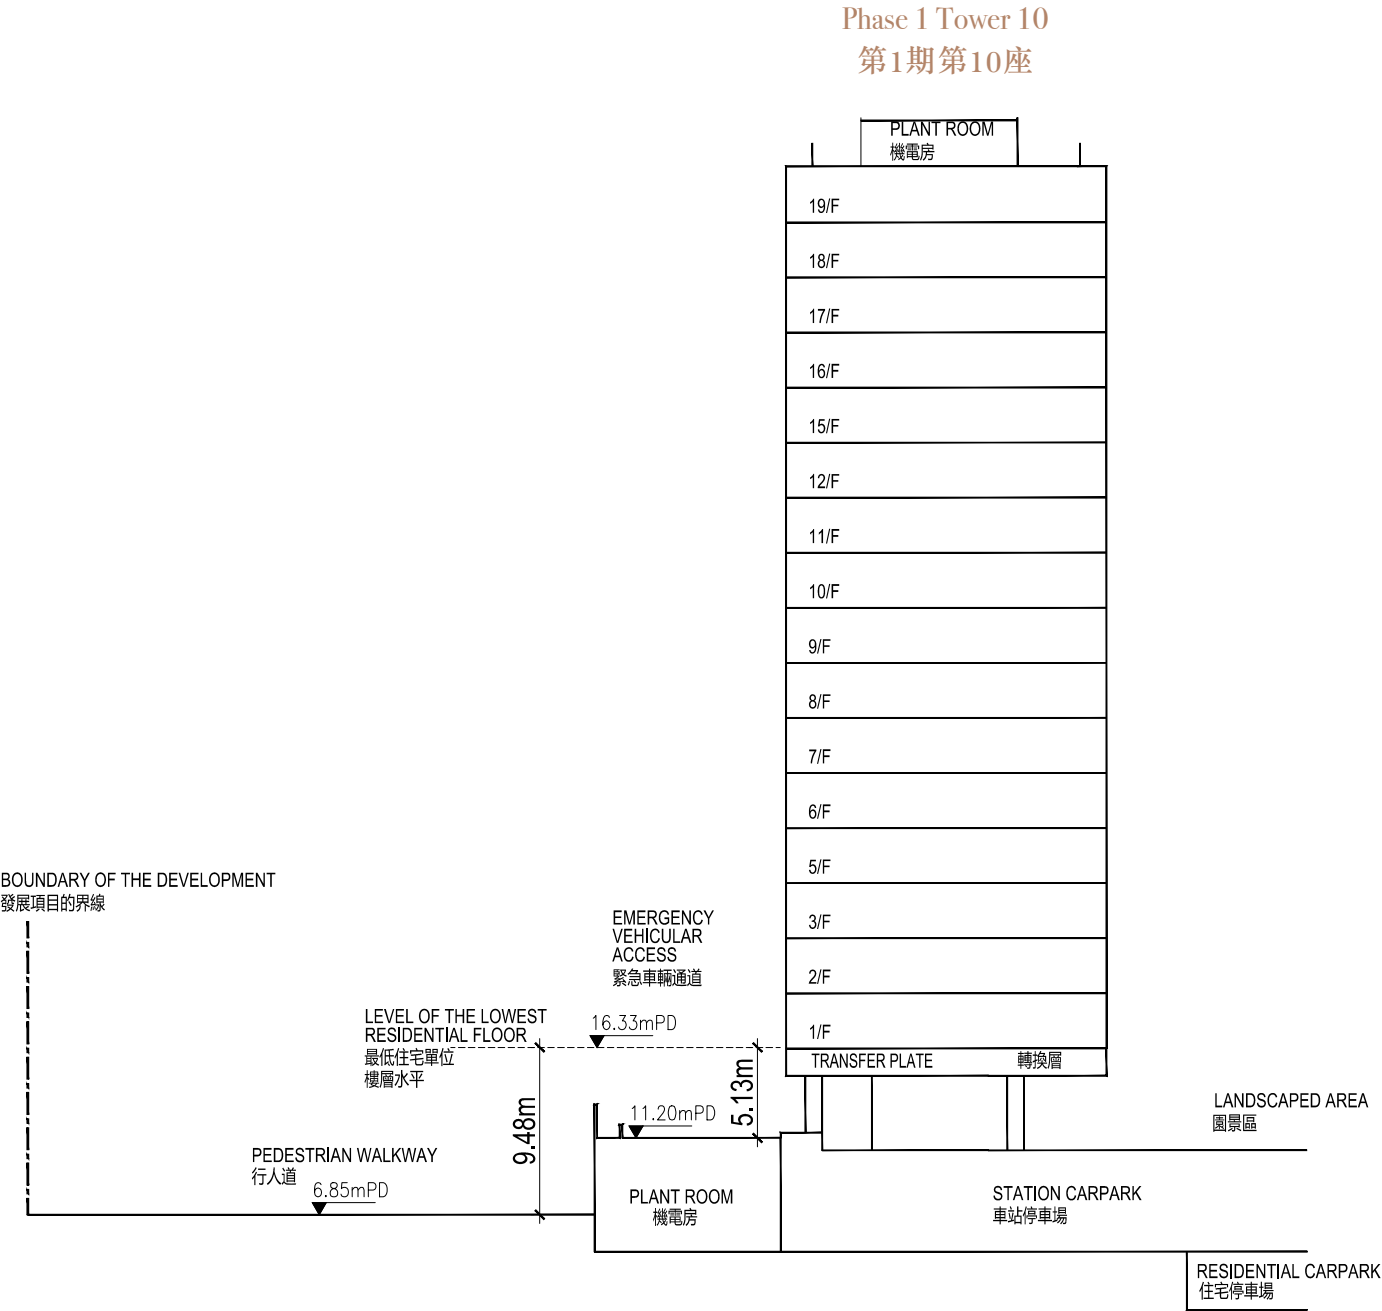 Phase 1 Tower 10
第1期第10座
PLANT ROOM
機電房
19/F
18/F
17/F
16/F
15/F
12/F
11/F
10/F
9/F
8/F
7/F
6/F
5/F
3/F
2/F
1/F
TRANSFER PLATE 轉換層
BOUNDARY OF THE DEVELOPMENT
發展項目的界線
EMERGENCY
VEHICULAR
ACCESS
緊急車輛通道
LEVEL OF THE LOWEST
RESIDENTIAL FLOOR
最低住宅單位
樓層水平
16.33mPD
5.13m
9.48m
11.20mPD
LANDSCAPED AREA
園景區
PEDESTRIAN WALKWAY
行人道
6.85mPD
PLANT ROOM
機電房
STATION CARPARK
車站停車場
RESIDENTIAL CARPARK
住宅停車場